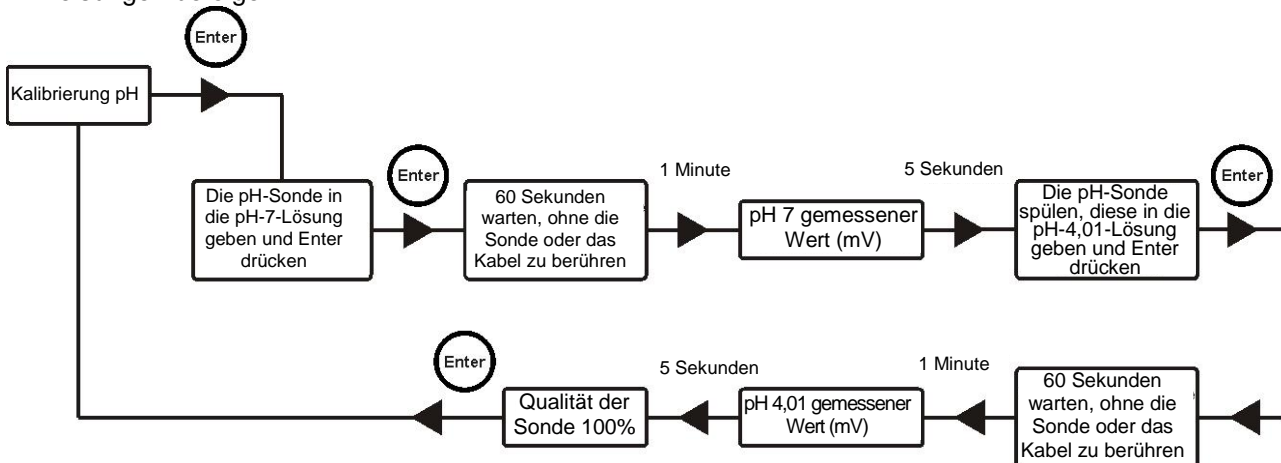 Enter
Kalibrierung pH
Die pH-Sonde in
die pH-7-Lösung
geben und Enter
drücken
Enter
60 Sekunden
warten, ohne die
Sonde oder das
Kabel zu berühren
1 Minute
pH 7 gemessener
Wert (mV)
5 Sekunden
Die pH-Sonde
spülen, diese in die
pH-4,01-Lösung
geben und Enter
drücken
Enter
60 Sekunden
warten, ohne die
Sonde oder das
Kabel zu berühren
1 Minute
pH 4,01 gemessener
Wert (mV)
5 Sekunden
Qualität der
Sonde 100%
Enter